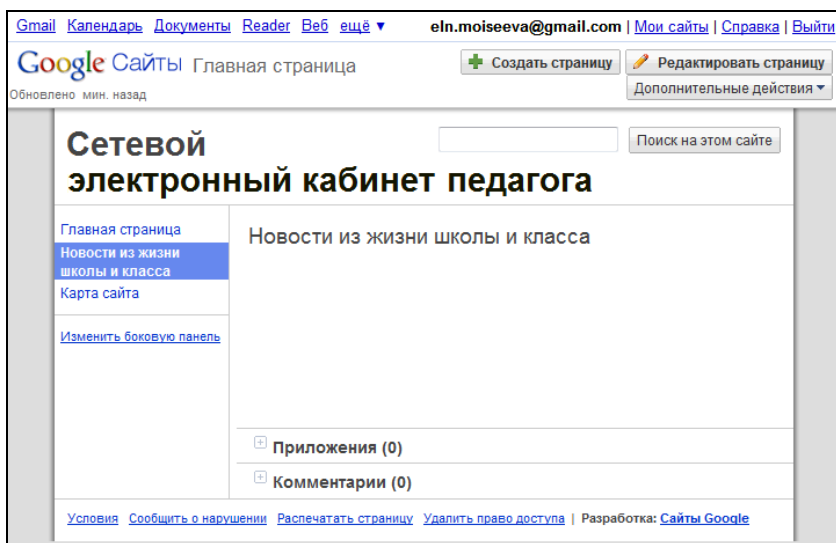 Gmail Календарь Документы Reader Веб ещё ▼ eln.moiseeva@gmail.com | Мои сайты | Справка | Выйти
Google Сайты Главная страница
Создать страницу Редактировать страницу
Обновлено мин. назад
Дополнительные действия ▾
Сетевой
электронный кабинет педагога
Поиск на этом сайте
Главная страница
Новости из жизни
школы и класса
Карта сайта
Изменить боковую панель
Новости из жизни школы и класса
Приложения (0)
Комментарии (0)
Условия Сообщить о нарушении Распечатать страницу Удалить право доступа | Разработка: Сайты Google